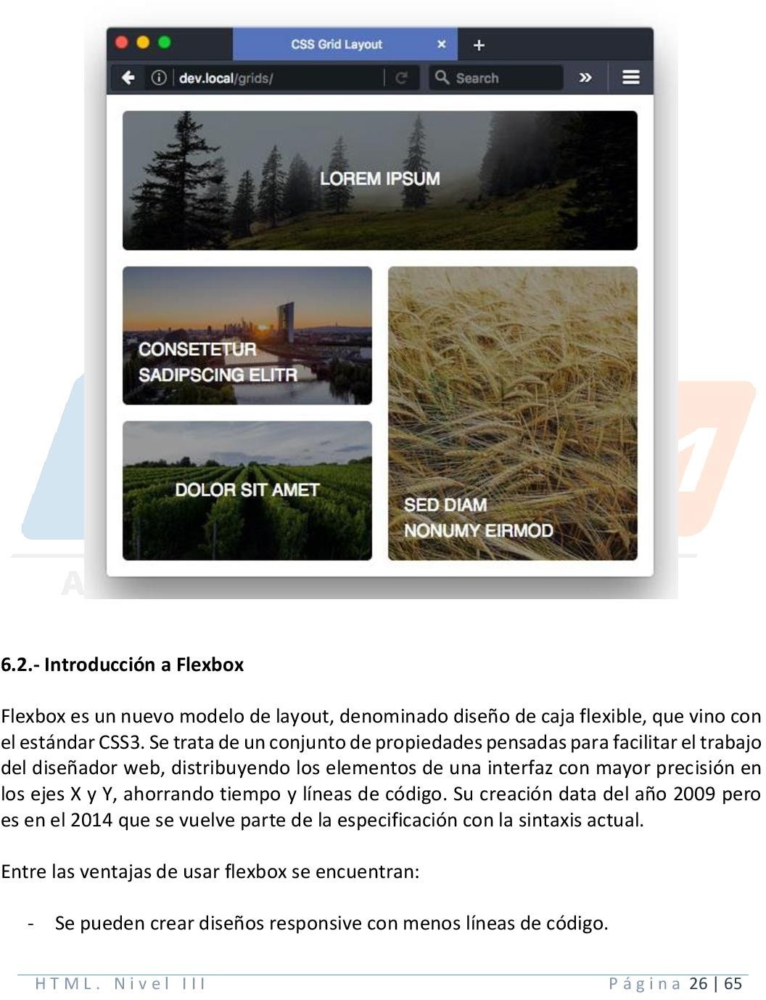 CSS Grid Layout
dev.local/grids/
Search
LOREM IPSUM
CONSETETUR
SADIPSCING ELITR
DOLOR SIT AMET
SED DIAM
NONUMY EIRMOD
6.2.- Introducción a Flexbox
Flexbox es un nuevo modelo de layout, denominado diseño de caja flexible, que vino con
el estándar CSS3. Se trata de un conjunto de propiedades pensadas para facilitar el trabajo
del diseñador web, distribuyendo los elementos de una interfaz con mayor precisión en
los ejes X y Y, ahorrando tiempo y líneas de código. Su creación data del año 2009 pero
es en el 2014 que se vuelve parte de la especificación con la sintaxis actual.
Entre las ventajas de usar flexbox se encuentran:
- Se pueden crear diseños responsive con menos líneas de código.
HTML. Nivel III
Página 26 | 65